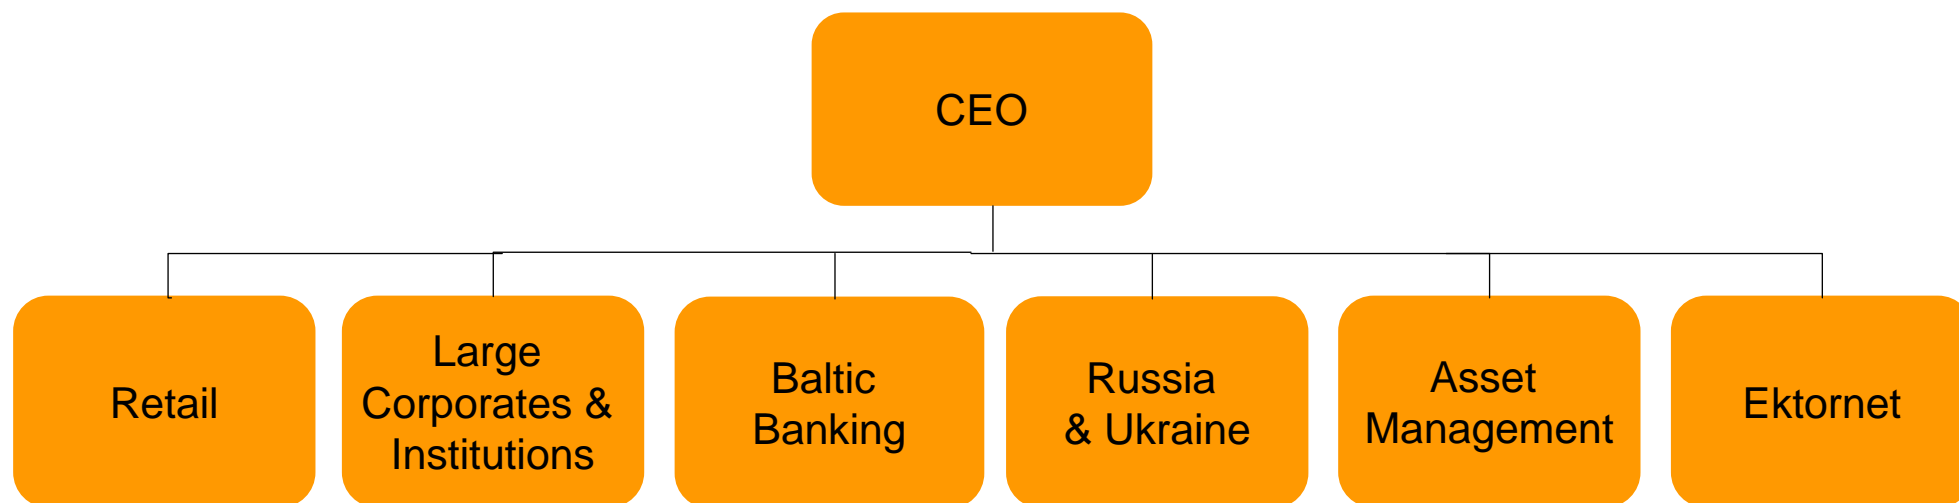 CEO
Retail
Large
Corporates &
Institutions
Baltic
Banking
Russia
& Ukraine
Asset
Management
Ektornet